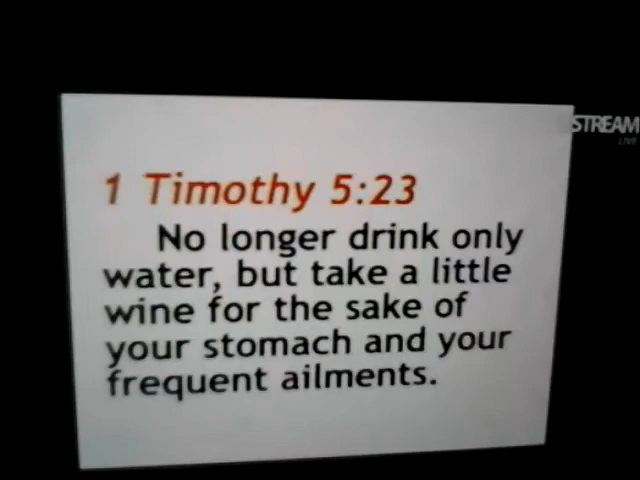 STREAM
LIVE
1 Timothy 5:23
No longer drink only
water, but take a little
wine for the sake of
your stomach and your
frequent ailments.